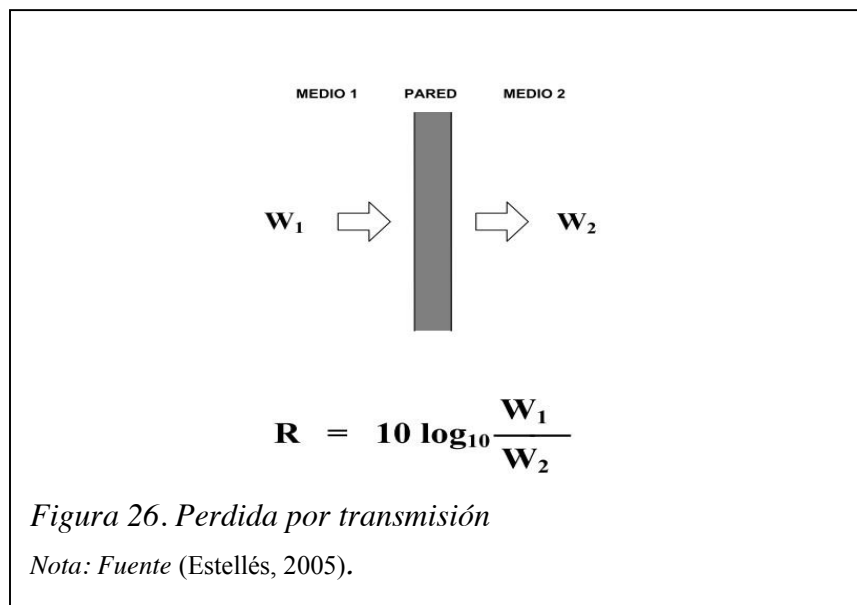 MEDIO 1 PARED MEDIO 2
W₁ W₂
R = 10 log₁₀ W₁
W₂
Figura 26. Perdida por transmisión
Nota: Fuente (Estellés, 2005).